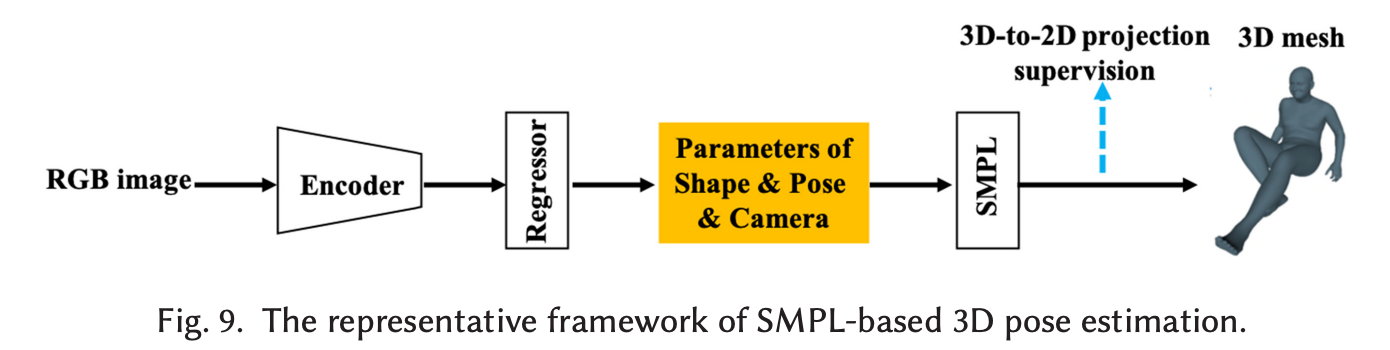 3D-to-2D projection
supervision
3D mesh
RGB image
Encoder
Regressor
Parameters of
Shape & Pose
& Camera
SMPL
Fig. 9. The representative framework of SMPL-based 3D pose estimation.